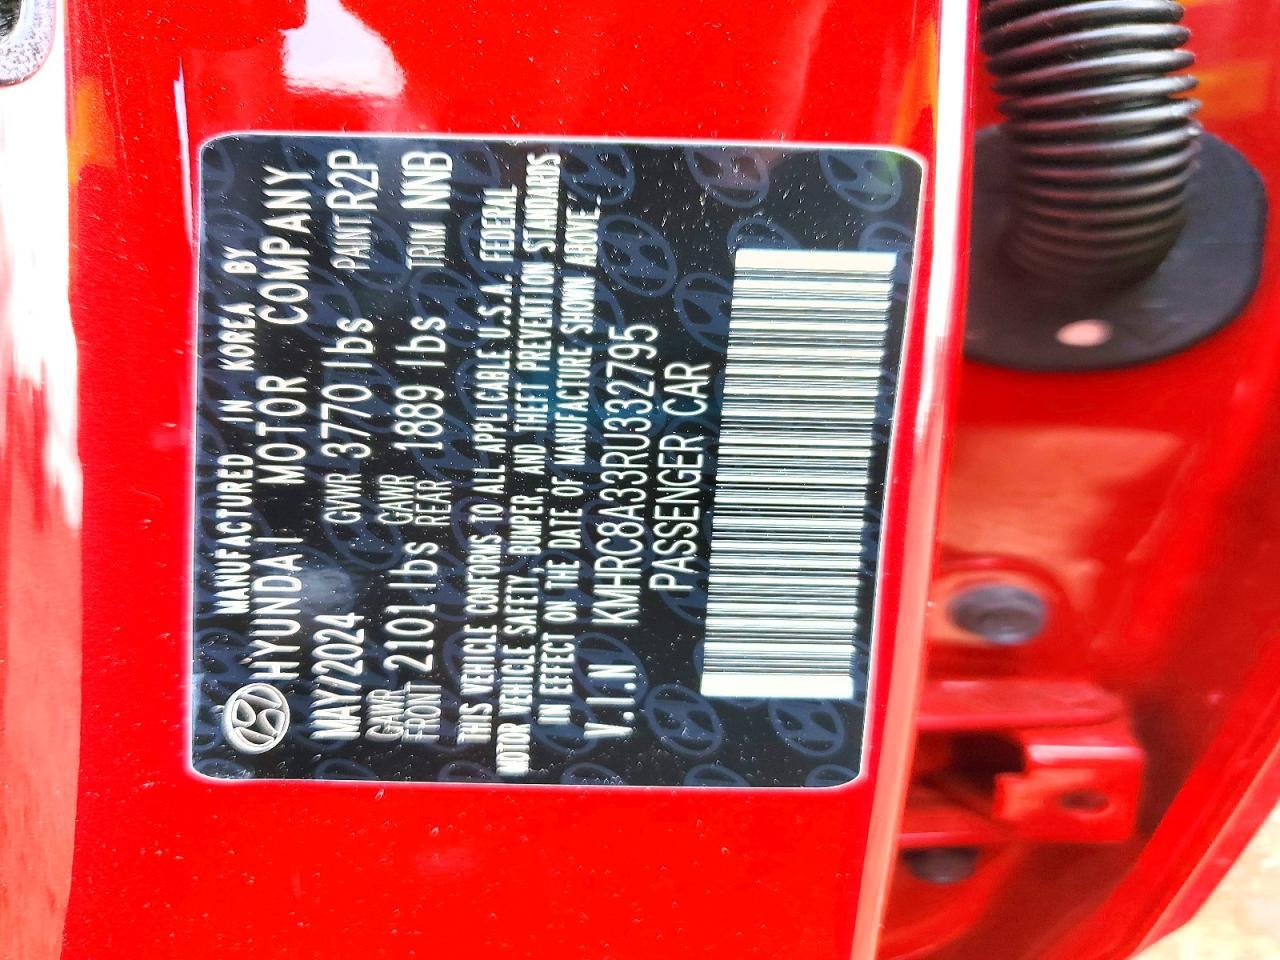 MANUFACTURED IN KOREA BY
HYUNDAI MOTOR COMPANY
MAY/2024 GVWR 3770 lbs PAINT R2P
GAWR FRONT 2101 lbs GAWR REAR 1889 lbs TRIM NNB
THIS VEHICLE CONFORMS TO ALL APPLICABLE U.S.A. FEDERAL
MOTOR VEHICLE SAFETY, BUMPER, AND THEFT PREVENTION STANDARDS
IN EFFECT ON THE DATE OF MANUFACTURE SHOWN ABOVE.
V.I.N KMHRC8A33RU332795
PASSENGER CAR